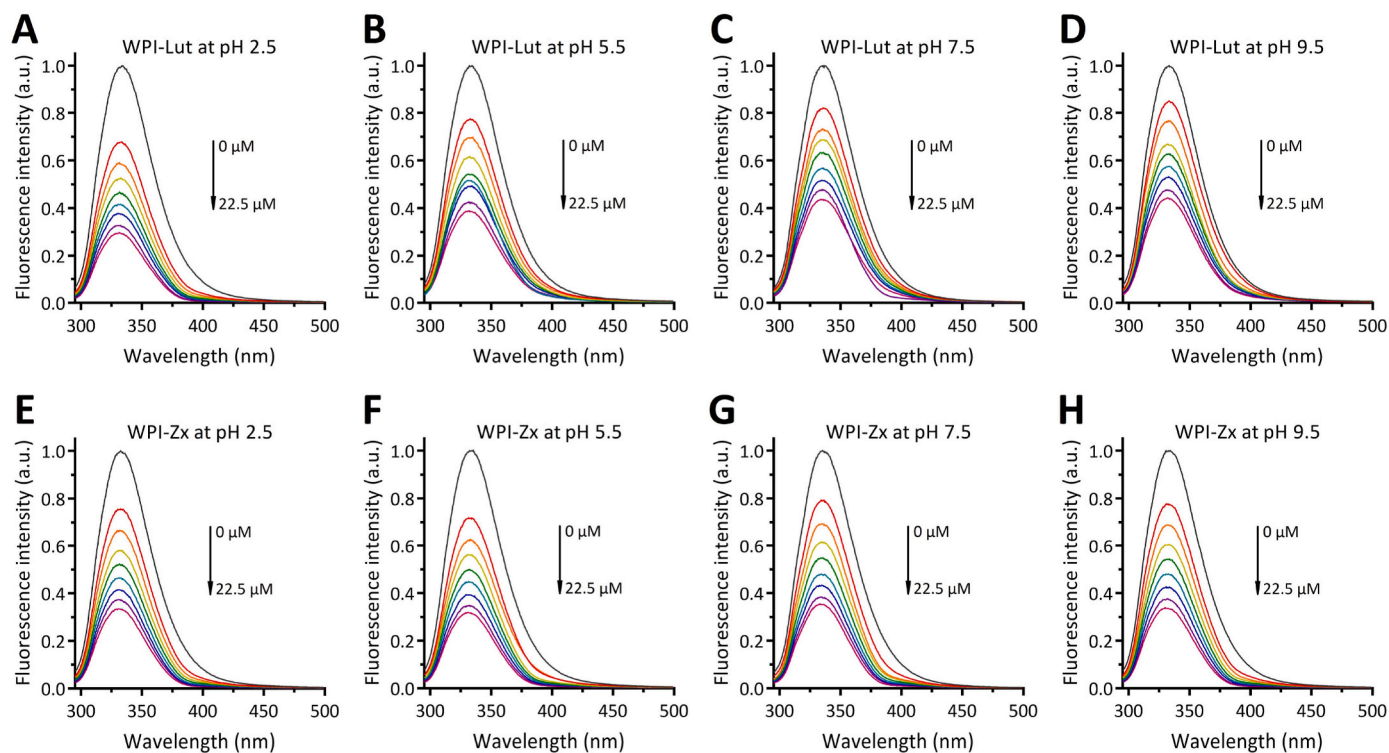 A
WPI-Lut at pH 2.5
Fluorescence intensity (a.u.)
1.0
0.8
0.6
0.4
0.2
0.0
0 µM
22.5 µM
300 350 400 450 500
Wavelength (nm)
B
WPI-Lut at pH 5.5
Fluorescence intensity (a.u.)
1.0
0.8
0.6
0.4
0.2
0.0
0 µM
22.5 µM
300 350 400 450 500
Wavelength (nm)
C
WPI-Lut at pH 7.5
Fluorescence intensity (a.u.)
1.0
0.8
0.6
0.4
0.2
0.0
0 µM
22.5 µM
300 350 400 450 500
Wavelength (nm)
D
WPI-Lut at pH 9.5
Fluorescence intensity (a.u.)
1.0
0.8
0.6
0.4
0.2
0.0
0 µM
22.5 µM
300 350 400 450 500
Wavelength (nm)
E
WPI-Zx at pH 2.5
Fluorescence intensity (a.u.)
1.0
0.8
0.6
0.4
0.2
0.0
0 µM
22.5 µM
300 350 400 450 500
Wavelength (nm)
F
WPI-Zx at pH 5.5
Fluorescence intensity (a.u.)
1.0
0.8
0.6
0.4
0.2
0.0
0 µM
22.5 µM
300 350 400 450 500
Wavelength (nm)
G
WPI-Zx at pH 7.5
Fluorescence intensity (a.u.)
1.0
0.8
0.6
0.4
0.2
0.0
0 µM
22.5 µM
300 350 400 450 500
Wavelength (nm)
H
WPI-Zx at pH 9.5
Fluorescence intensity (a.u.)
1.0
0.8
0.6
0.4
0.2
0.0
0 µM
22.5 µM
300 350 400 450 500
Wavelength (nm)